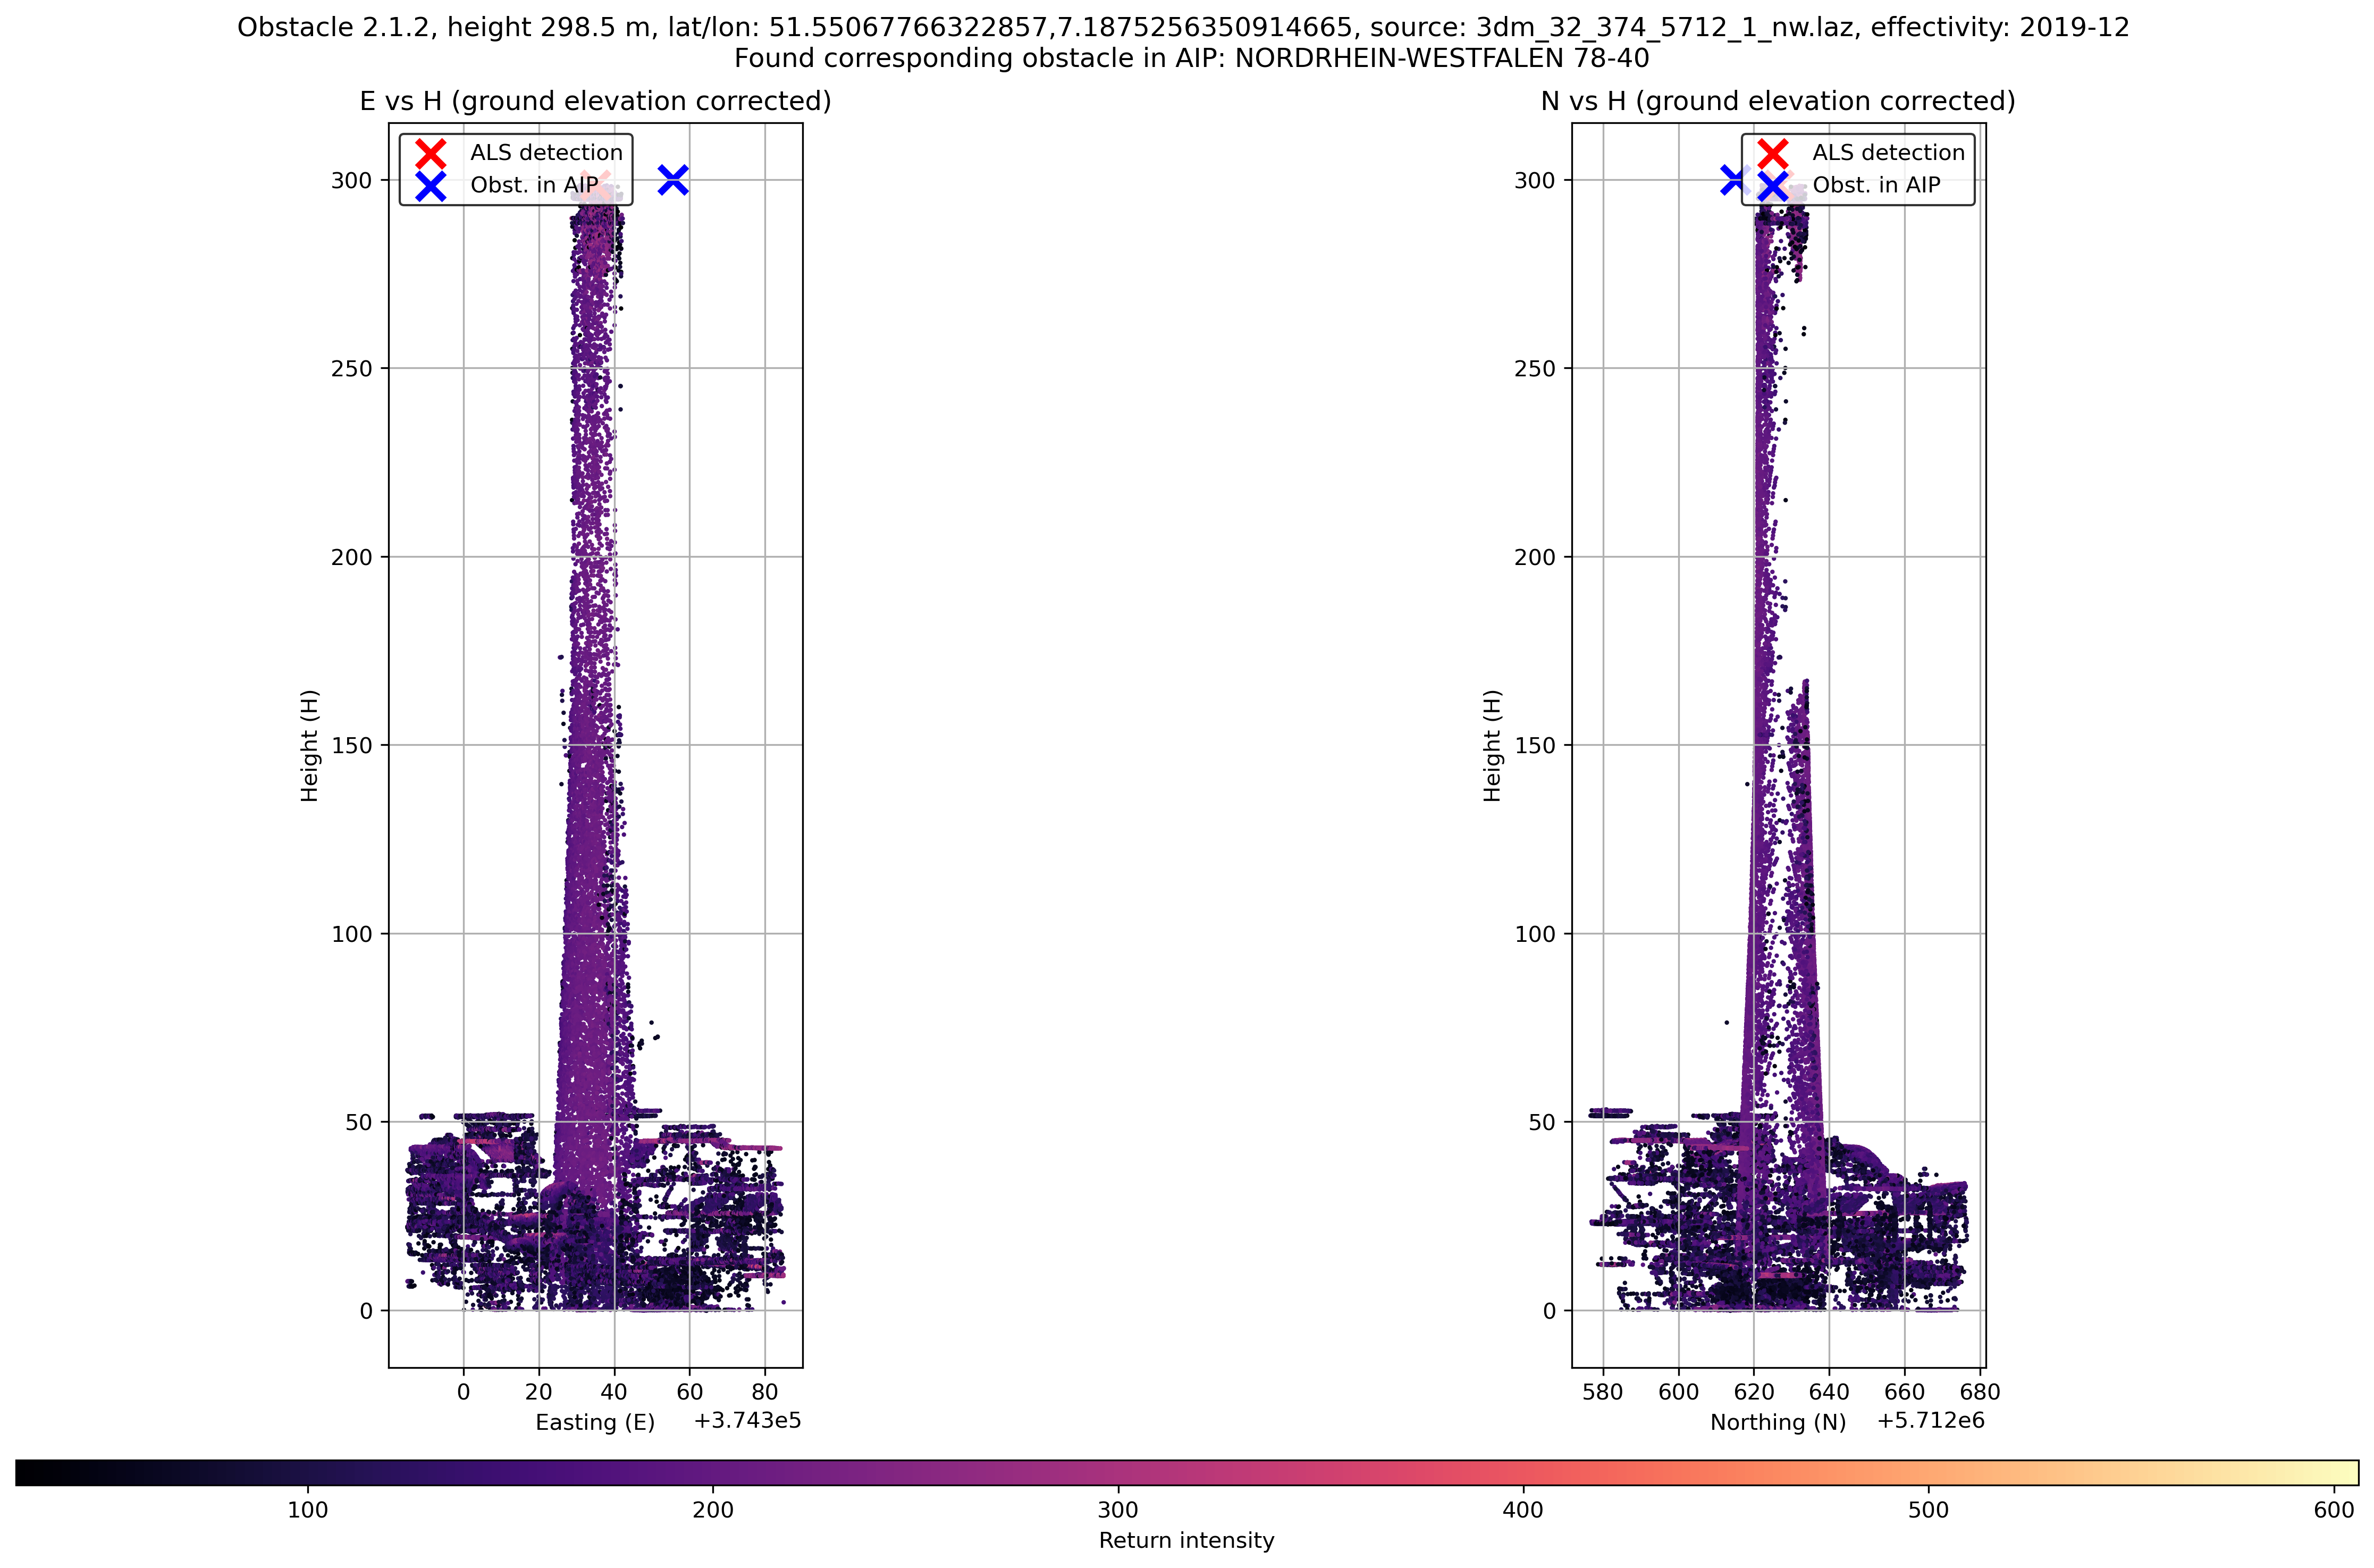 Obstacle 2.1.2, height 298.5 m, lat/lon: 51.55067766322857,7.1875256350914665, source: 3dm_32_374_5712_1_nw.laz, effectivity: 2019-12
Found corresponding obstacle in AIP: NORDRHEIN-WESTFALEN 78-40
E vs H (ground elevation corrected)
ALS detection
Obst. in AIP
300
250
200
150
100
50
0
Height (H)
0 20 40 60 80
Easting (E) +3.743e5
N vs H (ground elevation corrected)
ALS detection
Obst. in AIP
300
250
200
150
100
50
0
Height (H)
580 600 620 640 660 680
Northing (N) +5.712e6
100 200 300 400 500 600
Return intensity